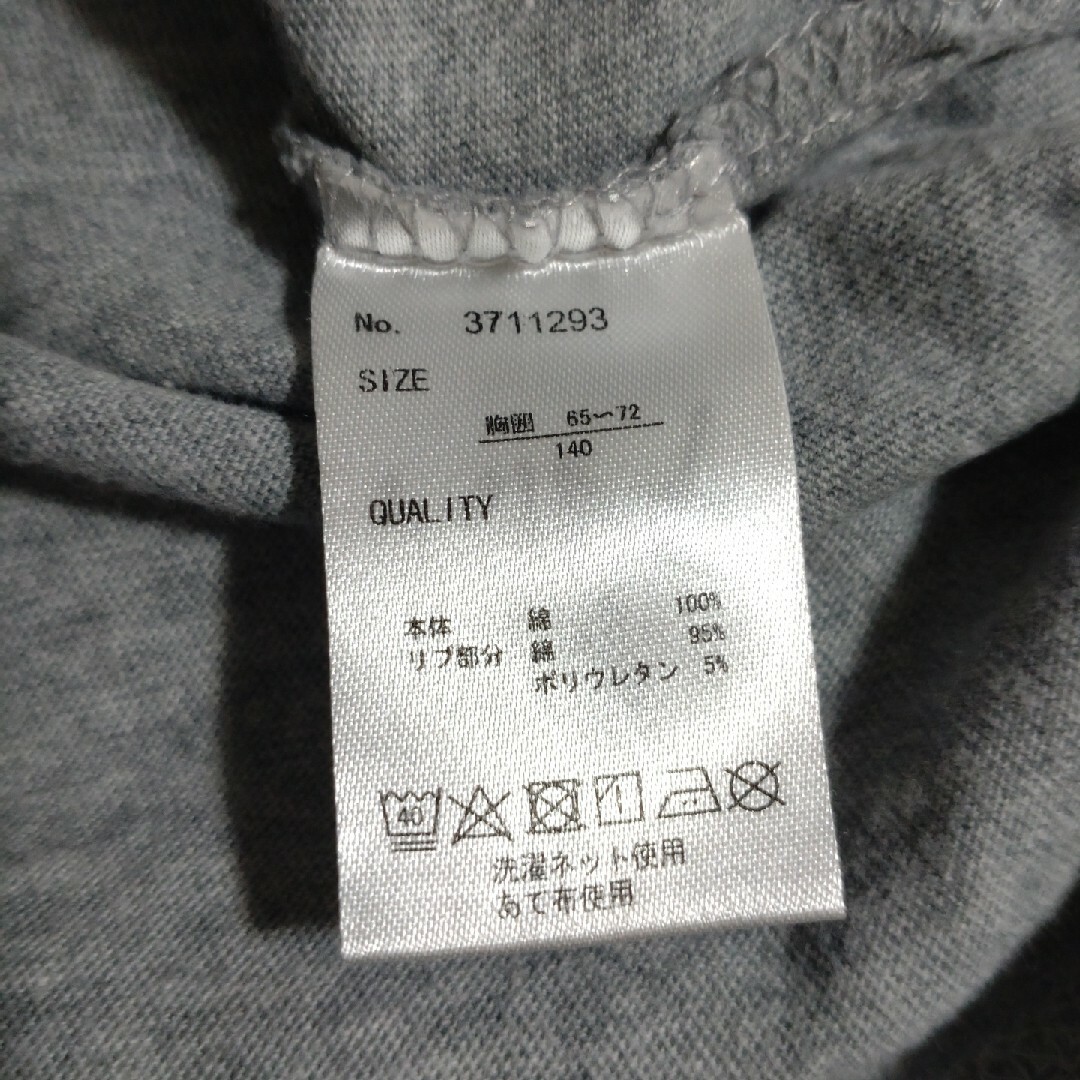 No. 3711293
SIZE
胸囲 65〜72
140
QUALITY
本体 綿 100%
リブ部分 綿 95%
ポリウレタン 5%
40
洗濯ネット使用
あて布使用